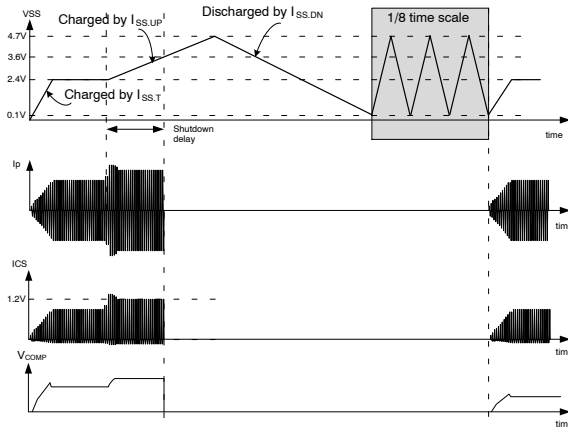 VSS
Charged by ISS.UP
Discharged by ISS.DN
1/8 time scale
4.7V
3.6V
2.4V
Charged by ISS.T
0.1V
Shutdown
delay
time
Ip
tim
ICS
1.2V
tim
VCOMP
tim